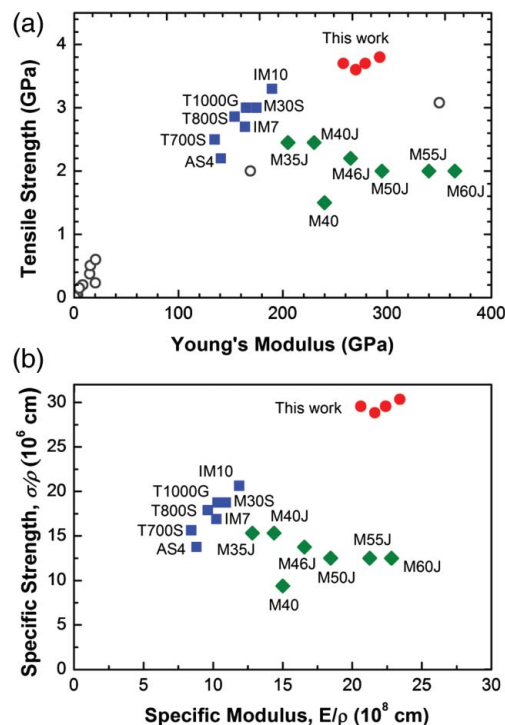 (a)
Tensile Strength (GPa)
4
3
2
1
0
This work
IM10
T1000G
M30S
T800S
IM7
T700S
AS4
M35J
M40J
M46J
M55J
M50J
M60J
M40
100
200
300
400
Young's Modulus (GPa)
(b)
Specific Strength, σ/ρ (10⁶ cm)
30
25
20
15
10
5
0
This work
IM10
T1000G
M30S
T800S
IM7
T700S
AS4
M35J
M40J
M46J
M55J
M50J
M60J
M40
0
5
10
15
20
25
30
Specific Modulus, E/ρ (10⁸ cm)